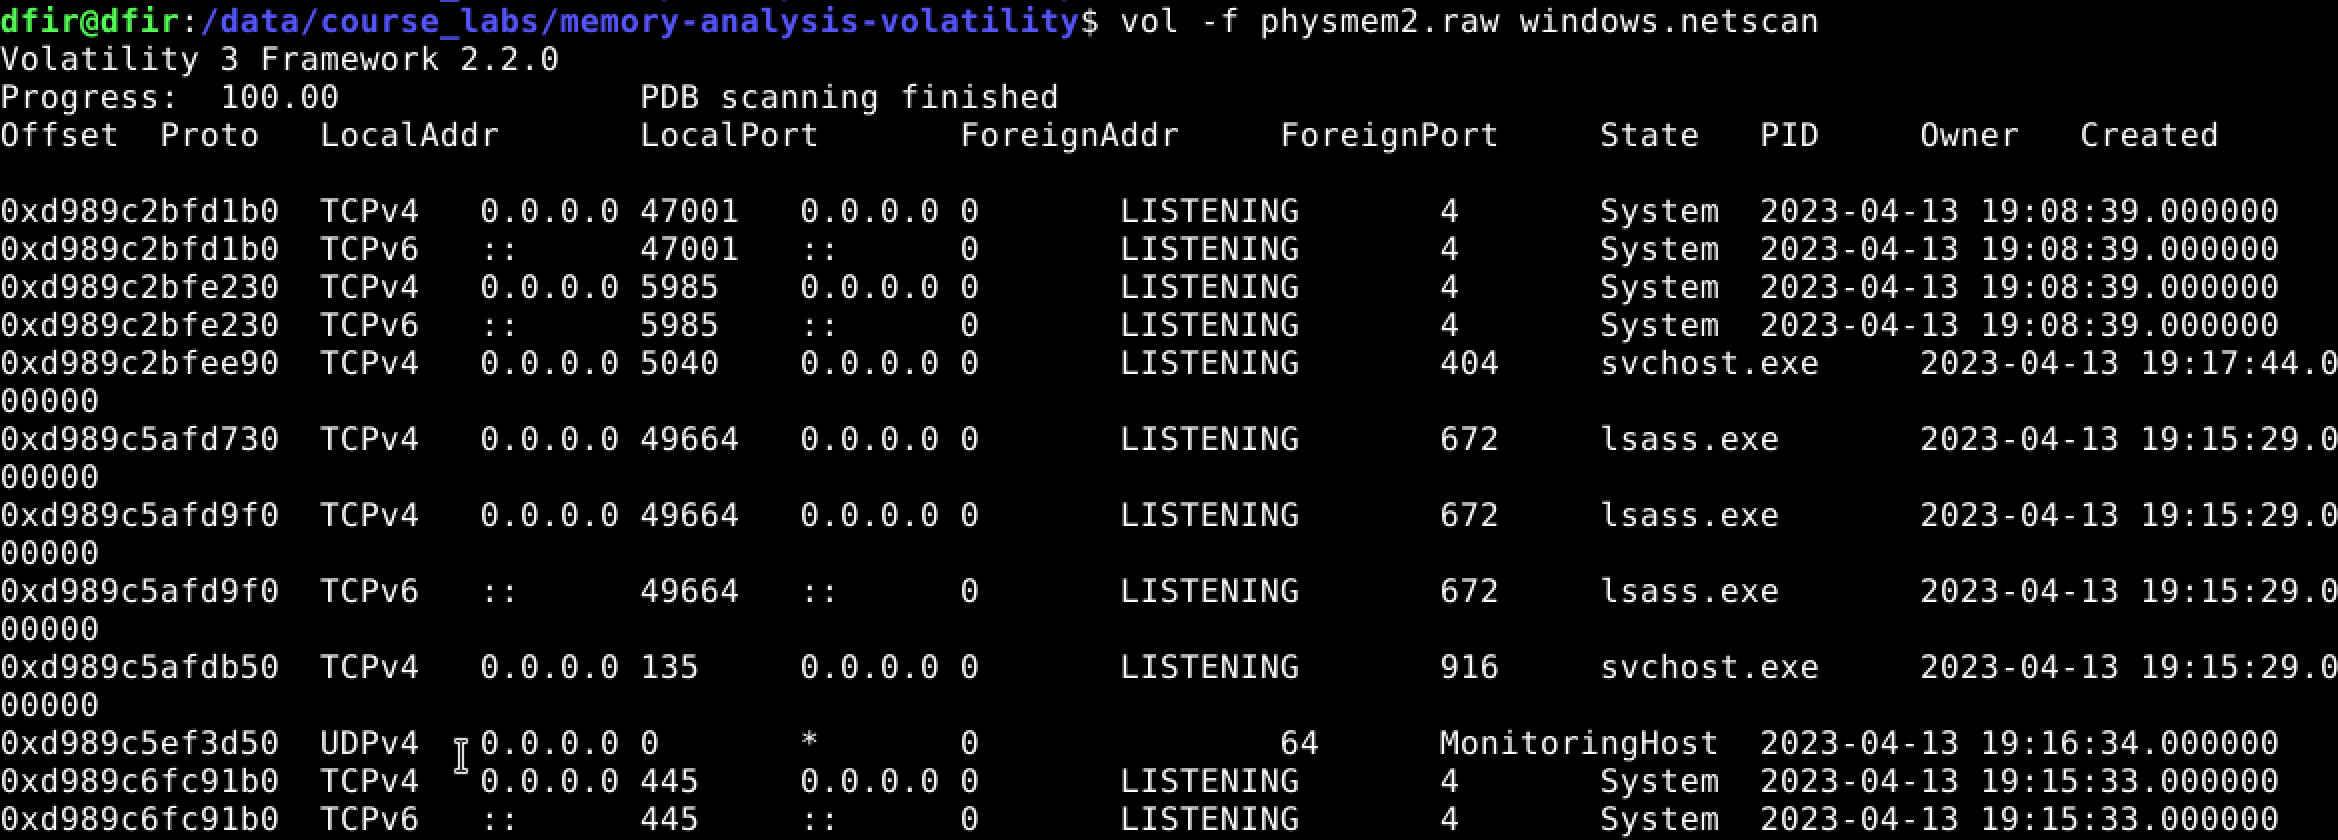 dfir@dfir:/data/course_labs/memory-analysis-volatility$ vol -f physmem2.raw windows.netscan
Volatility 3 Framework 2.2.0
Progress:  100.00               PDB scanning finished
Offset  Proto   LocalAddr       LocalPort       ForeignAddr     ForeignPort     State   PID     Owner   Created

0xd989c2bfd1b0  TCPv4   0.0.0.0 47001   0.0.0.0 0       LISTENING       4       System  2023-04-13 19:08:39.000000
0xd989c2bfd1b0  TCPv6   ::      47001   ::      0       LISTENING       4       System  2023-04-13 19:08:39.000000
0xd989c2bfe230  TCPv4   0.0.0.0 5985    0.0.0.0 0       LISTENING       4       System  2023-04-13 19:08:39.000000
0xd989c2bfe230  TCPv6   ::      5985    ::      0       LISTENING       4       System  2023-04-13 19:08:39.000000
0xd989c2bfee90  TCPv4   0.0.0.0 5040    0.0.0.0 0       LISTENING       404     svchost.exe     2023-04-13 19:17:44.0
00000
0xd989c5afd730  TCPv4   0.0.0.0 49664   0.0.0.0 0       LISTENING       672     lsass.exe       2023-04-13 19:15:29.0
00000
0xd989c5afd9f0  TCPv4   0.0.0.0 49664   0.0.0.0 0       LISTENING       672     lsass.exe       2023-04-13 19:15:29.0
00000
0xd989c5afd9f0  TCPv6   ::      49664   ::      0       LISTENING       672     lsass.exe       2023-04-13 19:15:29.0
00000
0xd989c5afdb50  TCPv4   0.0.0.0 135     0.0.0.0 0       LISTENING       916     svchost.exe     2023-04-13 19:15:29.0
00000
0xd989c5ef3d50  UDPv4   0.0.0.0 0       *       0               64      MonitoringHost  2023-04-13 19:16:34.000000
0xd989c6fc91b0  TCPv4   0.0.0.0 445     0.0.0.0 0       LISTENING       4       System  2023-04-13 19:15:33.000000
0xd989c6fc91b0  TCPv6   ::      445     ::      0       LISTENING       4       System  2023-04-13 19:15:33.000000